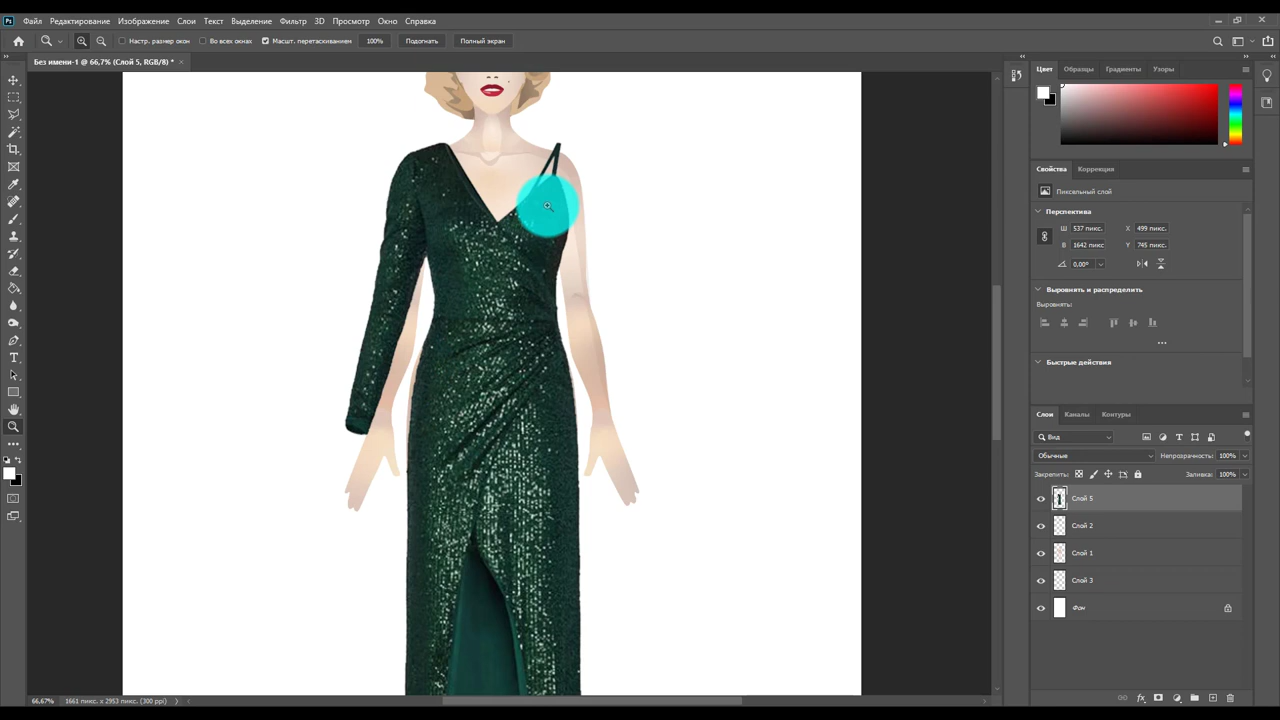 Ps Файл Редактирование Изображение Слои Текст Выделение Фильтр 3D Просмотр Окно Справка
Настр. размер окон Во всех окнах Масшт. перетаскиванием 100% Подогнать Полный экран
Без имени-1 @ 66,7% (Слой 5, RGB/8) *
Цвет Образцы Градиенты Узоры
Свойства Коррекция
Пиксельный слой
Перспектива
Ш 537 пикс. X 499 пикс.
В 1642 пикс Y 745 пикс.
0,00°
Выровнять и распределить
Выровнять:
Быстрые действия
Слои Каналы Контуры
Вид
Обычные Непрозрачность: 100%
Закрепить: Заливка: 100%
Слой 5
Слой 2
Слой 1
Слой 3
Фон
66,67% 1661 пикс. x 2953 пикс. (300 ppi)